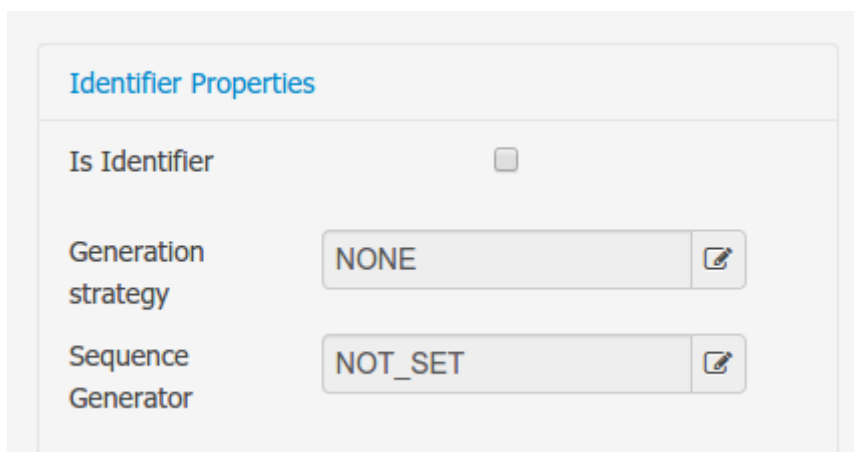 Identifier Properties
Is Identifier
Generation
strategy
NONE
Sequence
Generator
NOT_SET